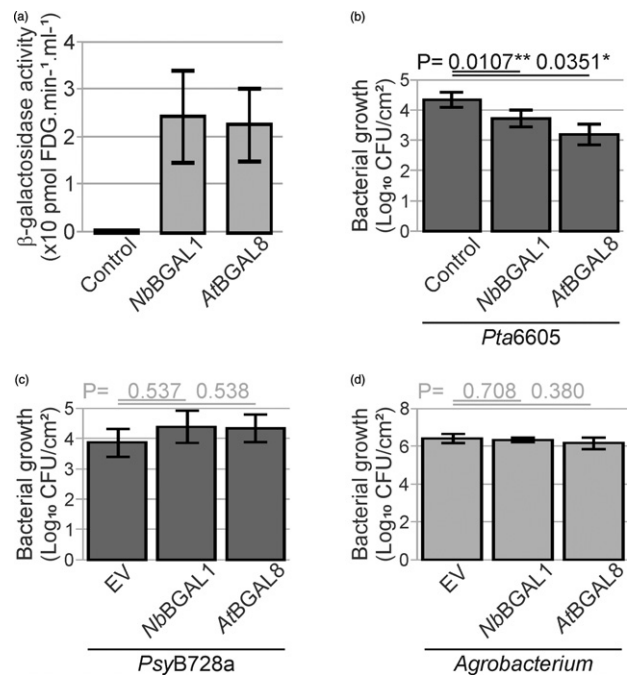 (a)
β-galactosidase activity
(x10 pmol FDG.min⁻¹.ml⁻¹)
4
3
2
1
0
Control
NbBGAL1
AtBGAL8
(b)
P= 0.0107** 0.0351*
Bacterial growth
(Log₁₀ CFU/cm²)
5
4
3
2
1
0
Control
NbBGAL1
AtBGAL8
Pta6605
(c)
P= 0.537 0.538
Bacterial growth
(Log₁₀ CFU/cm²)
5
4
3
2
1
0
EV
NbBGAL1
AtBGAL8
PsyB728a
(d)
P= 0.708 0.380
Bacterial growth
(Log₁₀ CFU/cm²)
8
6
4
2
0
EV
NbBGAL1
AtBGAL8
Agrobacterium